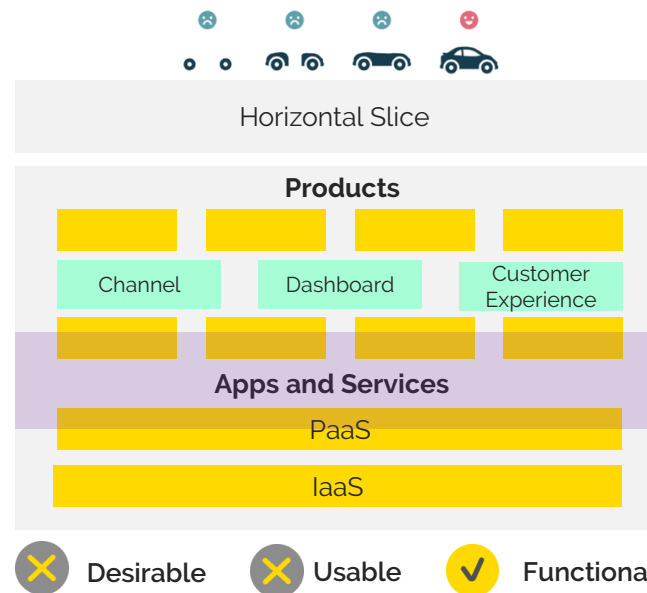 Horizontal Slice
Products
Channel
Dashboard
Customer
Experience
Apps and Services
PaaS
IaaS
Desirable
Usable
Functiona